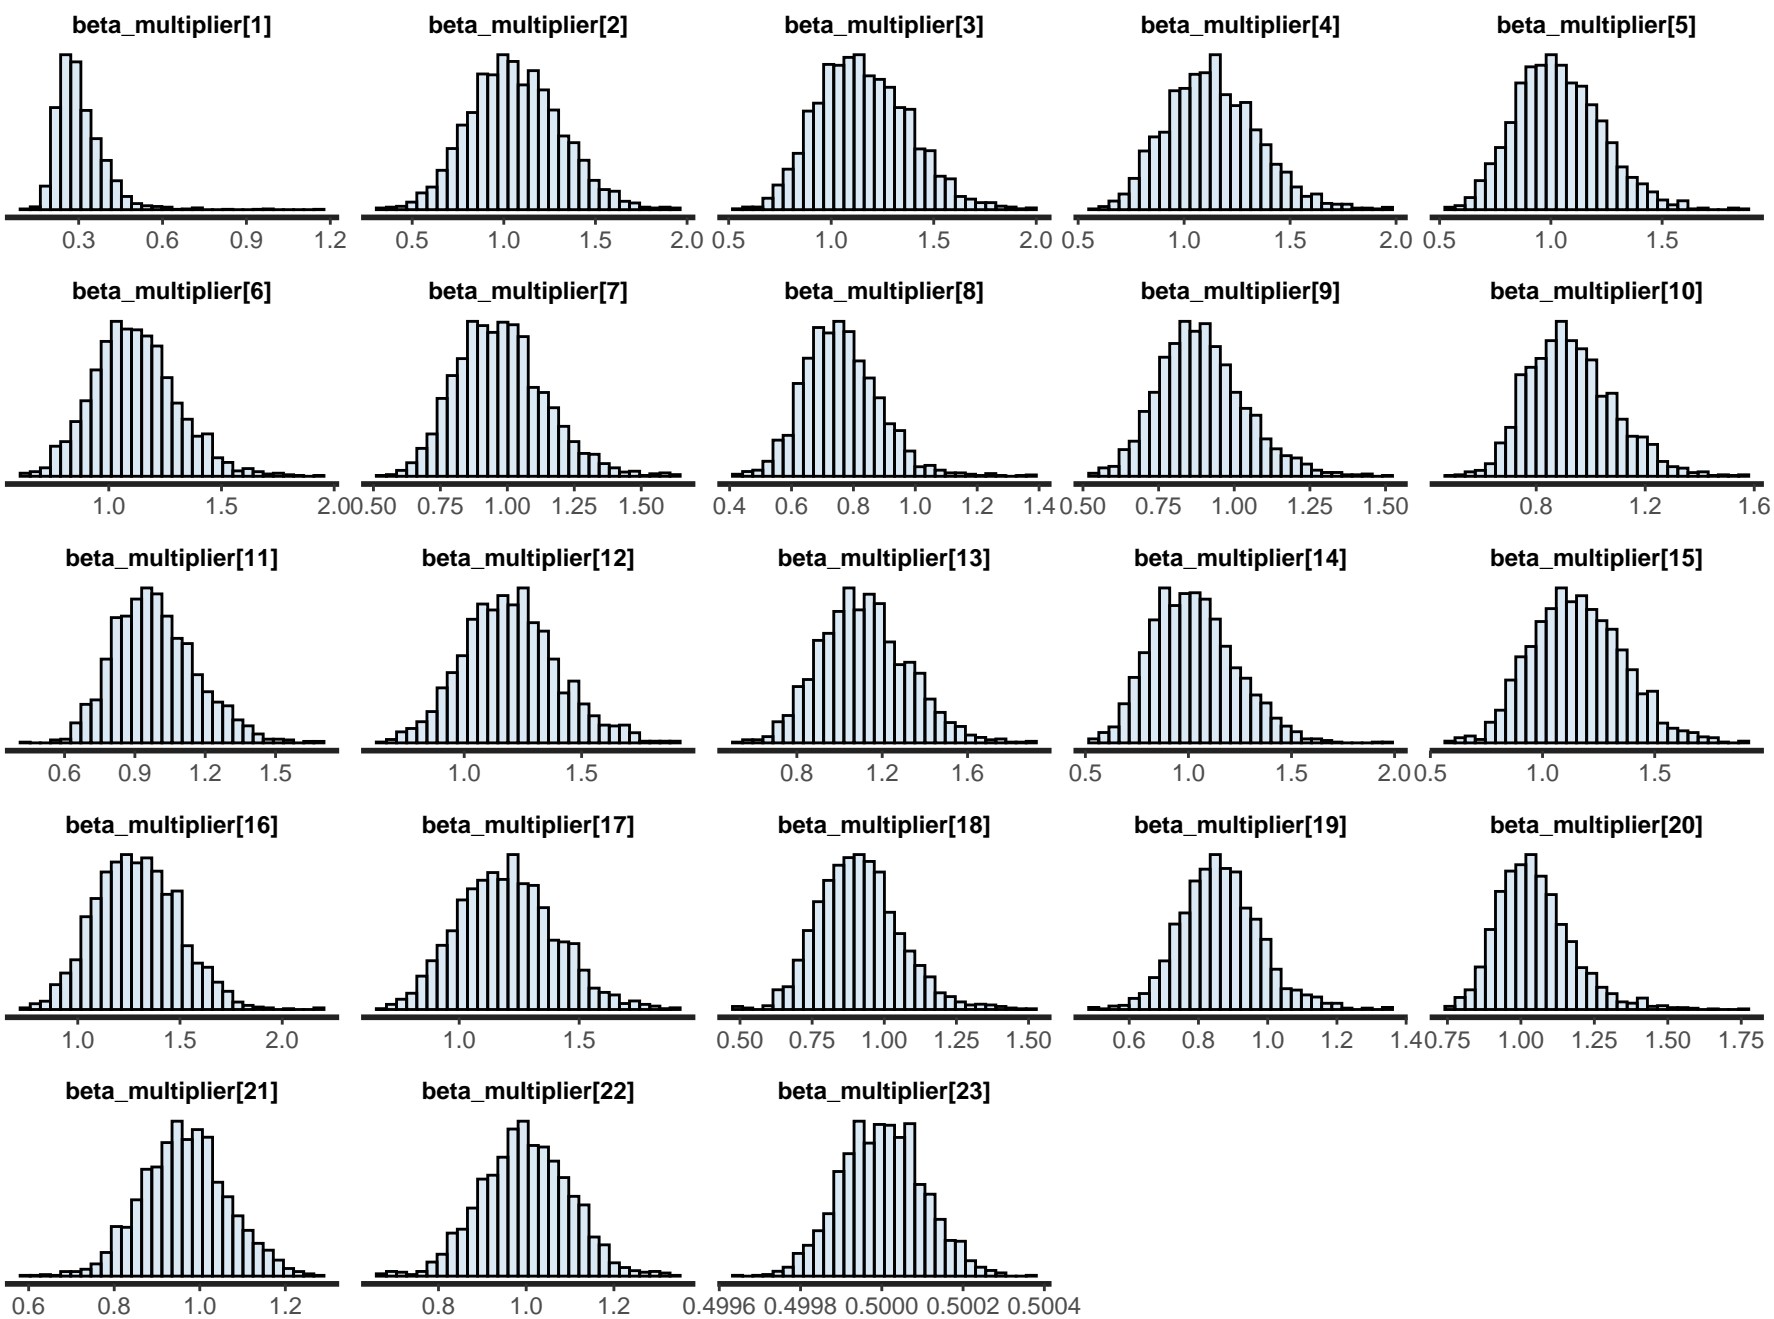 beta_multiplier[1] beta_multiplier[2] beta_multiplier[3] beta_multiplier[4] beta_multiplier[5]
0.3 0.6 0.9 1.2 0.5 1.0 1.5 2.0 0.5 1.0 1.5 2.0 0.5 1.0 1.5 2.0 0.5 1.0 1.5
beta_multiplier[6] beta_multiplier[7] beta_multiplier[8] beta_multiplier[9] beta_multiplier[10]
1.0 1.5 2.0 0.50 0.75 1.00 1.25 1.50 0.4 0.6 0.8 1.0 1.2 1.4 0.50 0.75 1.00 1.25 1.50 0.8 1.2 1.6
beta_multiplier[11] beta_multiplier[12] beta_multiplier[13] beta_multiplier[14] beta_multiplier[15]
0.6 0.9 1.2 1.5 1.0 1.5 0.8 1.2 1.6 0.5 1.0 1.5 2.0 0.5 1.0 1.5
beta_multiplier[16] beta_multiplier[17] beta_multiplier[18] beta_multiplier[19] beta_multiplier[20]
1.0 1.5 2.0 1.0 1.5 0.50 0.75 1.00 1.25 1.50 0.6 0.8 1.0 1.2 1.4 0.75 1.00 1.25 1.50 1.75
beta_multiplier[21] beta_multiplier[22] beta_multiplier[23]
0.6 0.8 1.0 1.2 0.8 1.0 1.2 0.4996 0.4998 0.5000 0.5002 0.5004